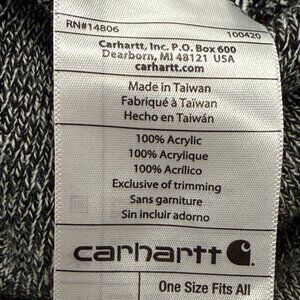 RN#14806 100420
Carhartt, Inc. P.O. Box 600
Dearborn, MI 48121 USA
carhartt.com
Made in Taiwan
Fabriqué à Taïwan
Hecho en Taiwán
100% Acrylic
100% Acrylique
100% Acrílico
Exclusive of trimming
Sans garniture
Sin incluir adorno
carhartt
One Size Fits All